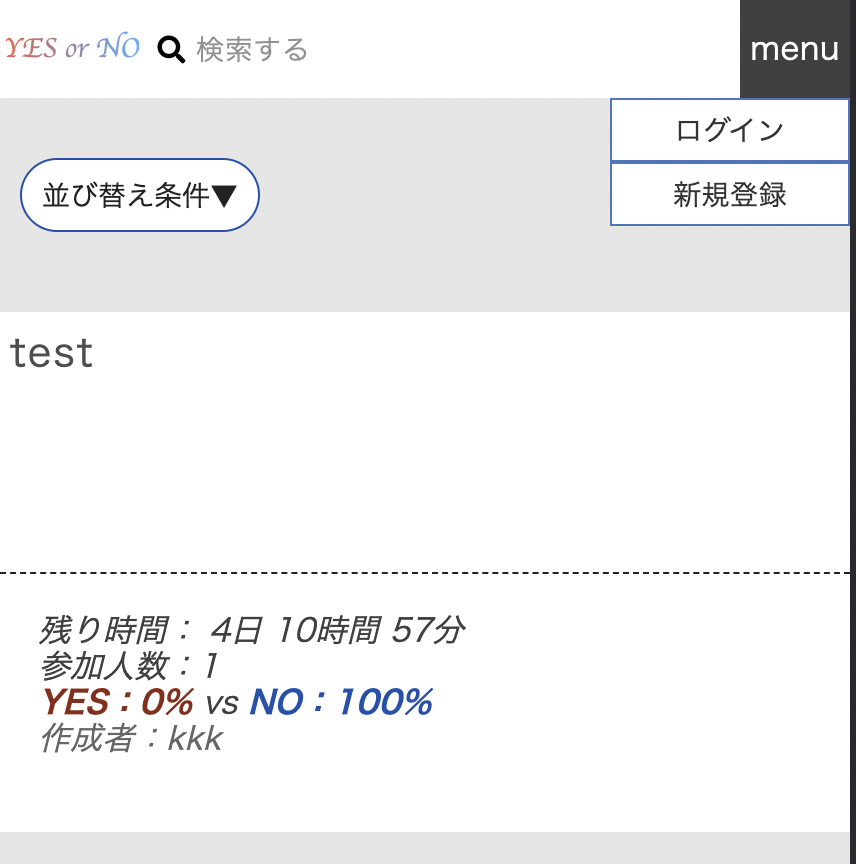 YES or NO 検索する menu
ログイン
新規登録
並び替え条件▼
test
残り時間： 4日 10時間 57分
参加人数：1
YES：0% vs NO：100%
作成者：kkk